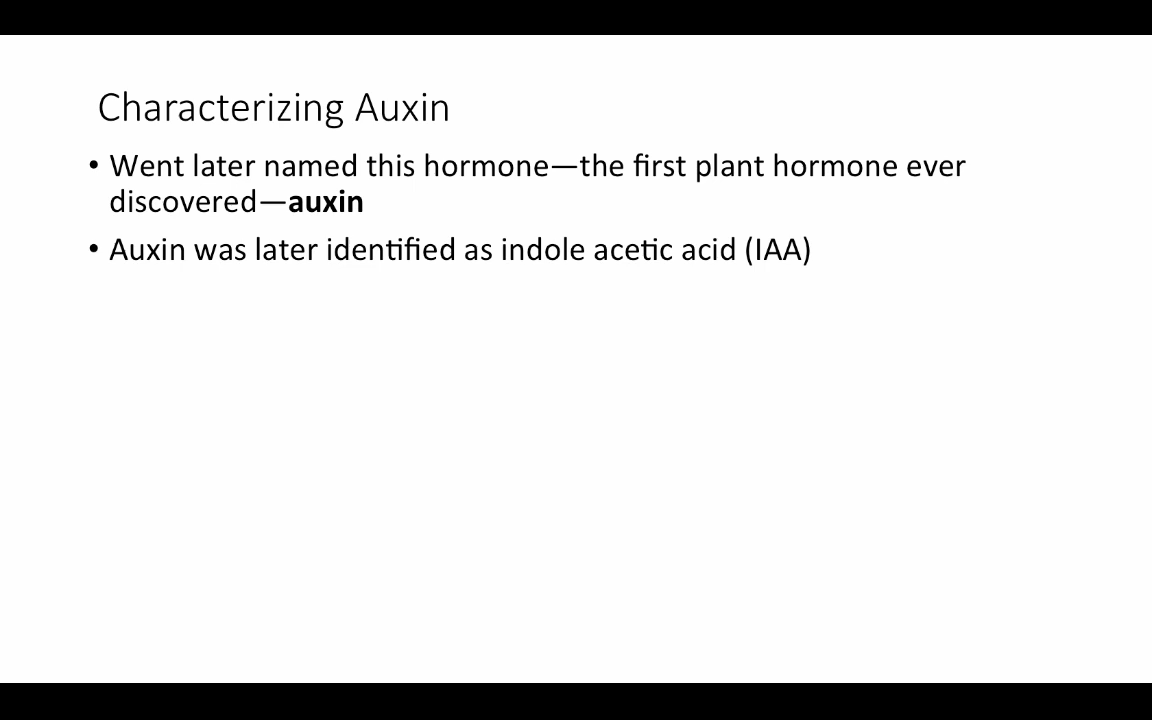 Characterizing Auxin
• Went later named this hormone—the first plant hormone ever
discovered—auxin
• Auxin was later identified as indole acetic acid (IAA)